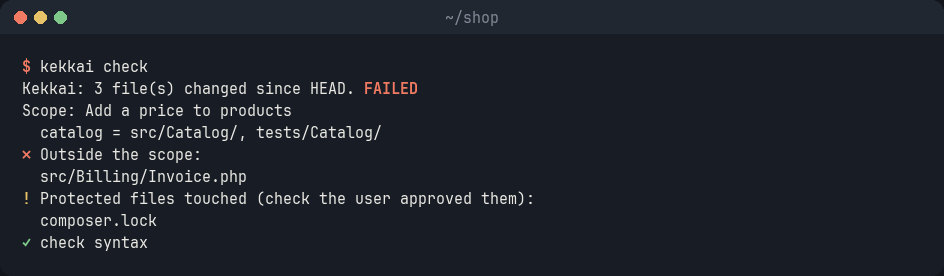 ~/shop
$ kekkai check
Kekkai: 3 file(s) changed since HEAD. FAILED
Scope: Add a price to products
  catalog = src/Catalog/, tests/Catalog/
✕ Outside the scope:
  src/Billing/Invoice.php
! Protected files touched (check the user approved them):
  composer.lock
✓ check syntax